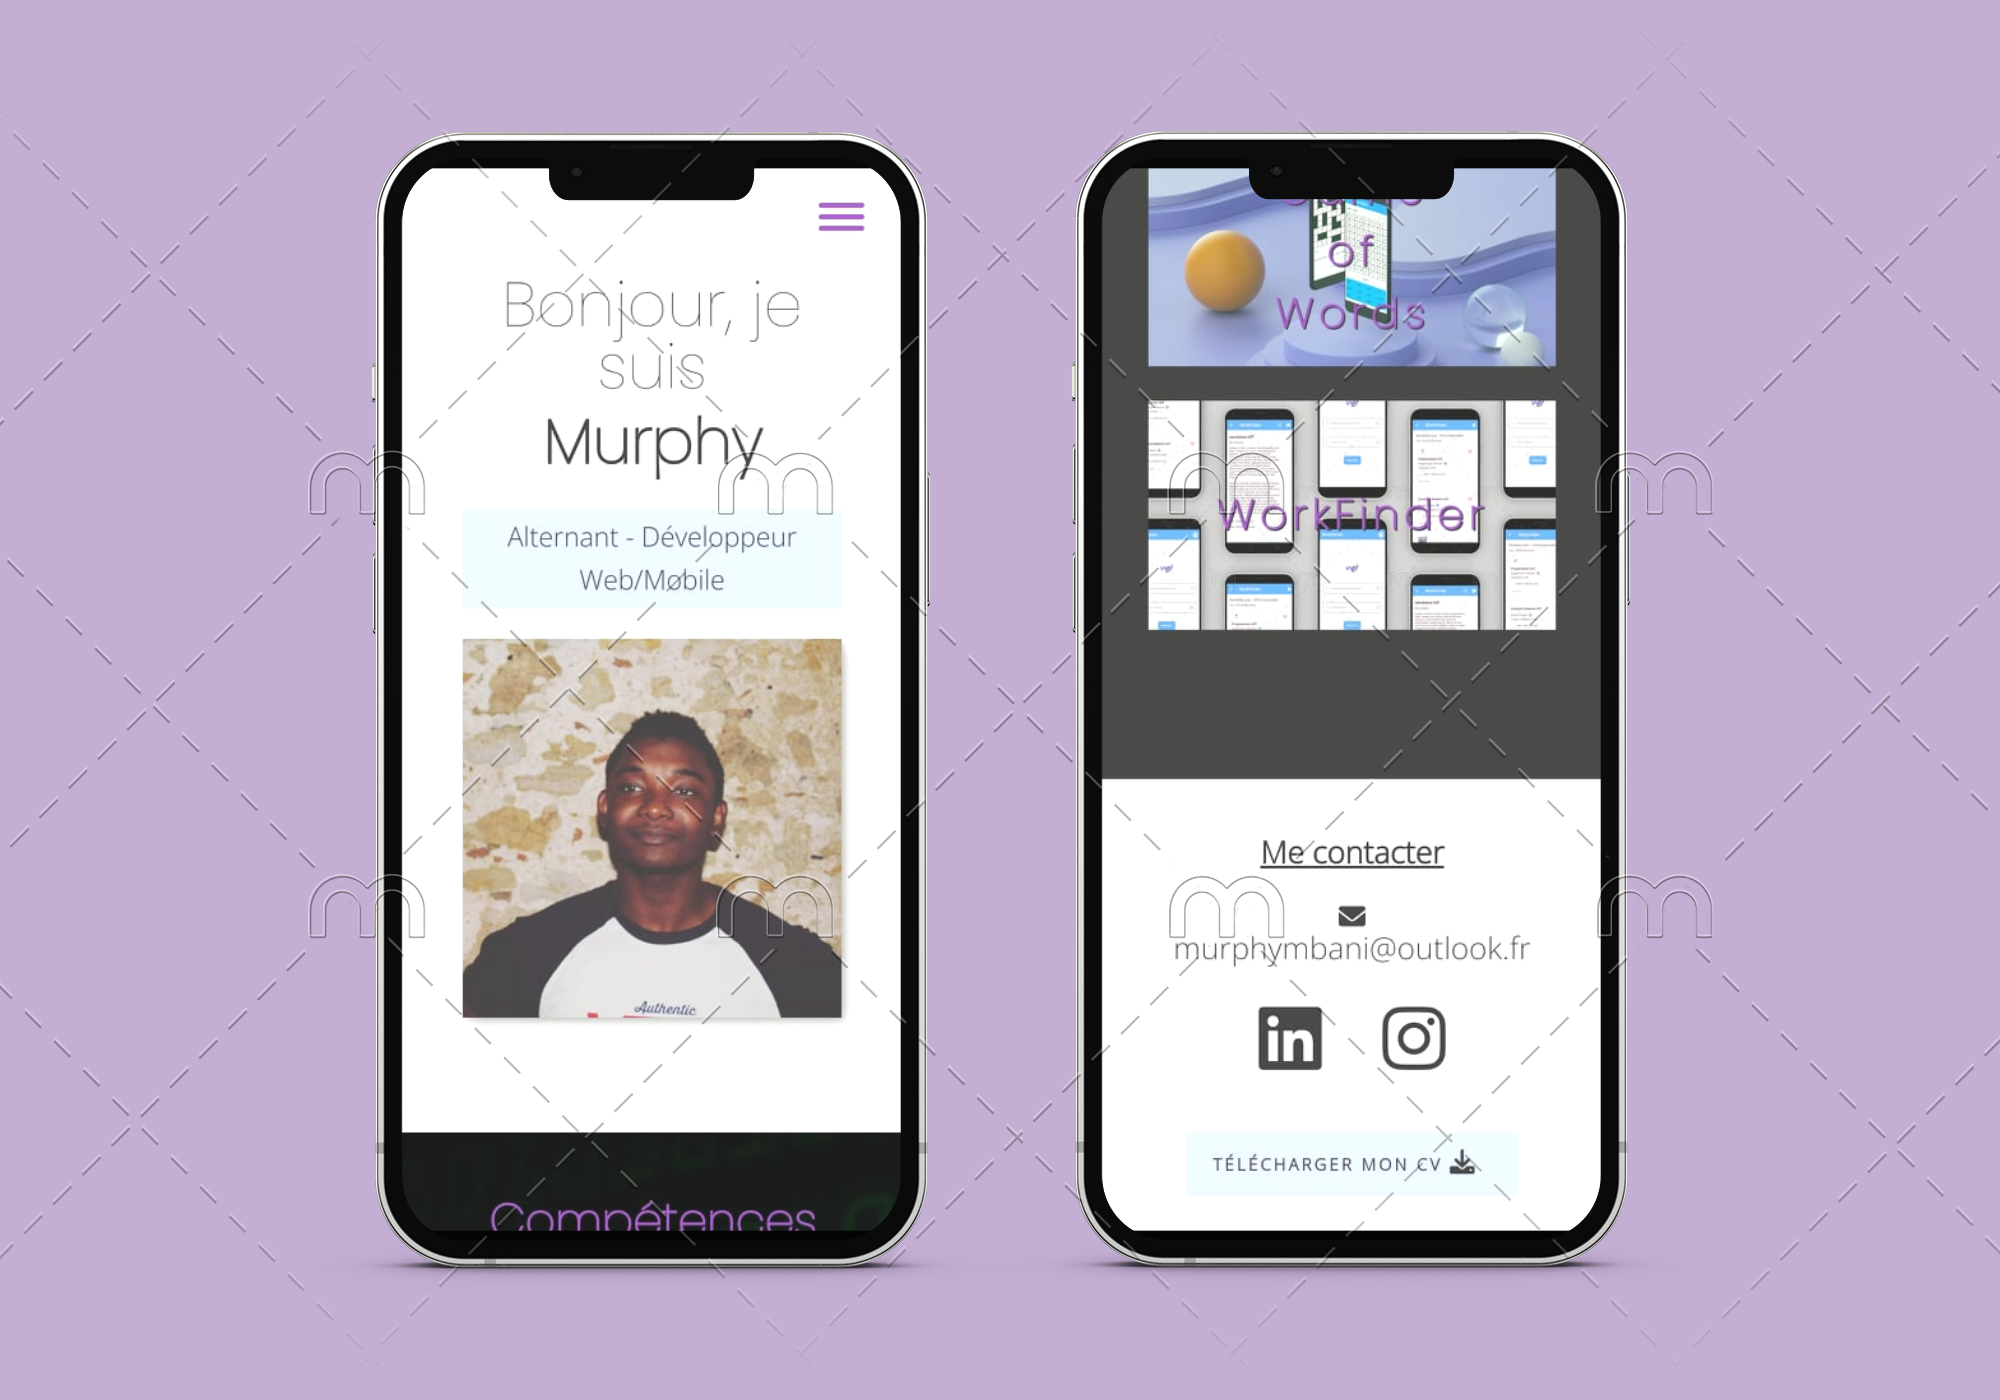 Bonjour, je
suis
Murphy
Alternant - Développeur
Web/Mobile
Authentic
Compétences
of
Words
WorkFinder
Me contacter
murphymbani@outlook.fr
in
TÉLÉCHARGER MON CV